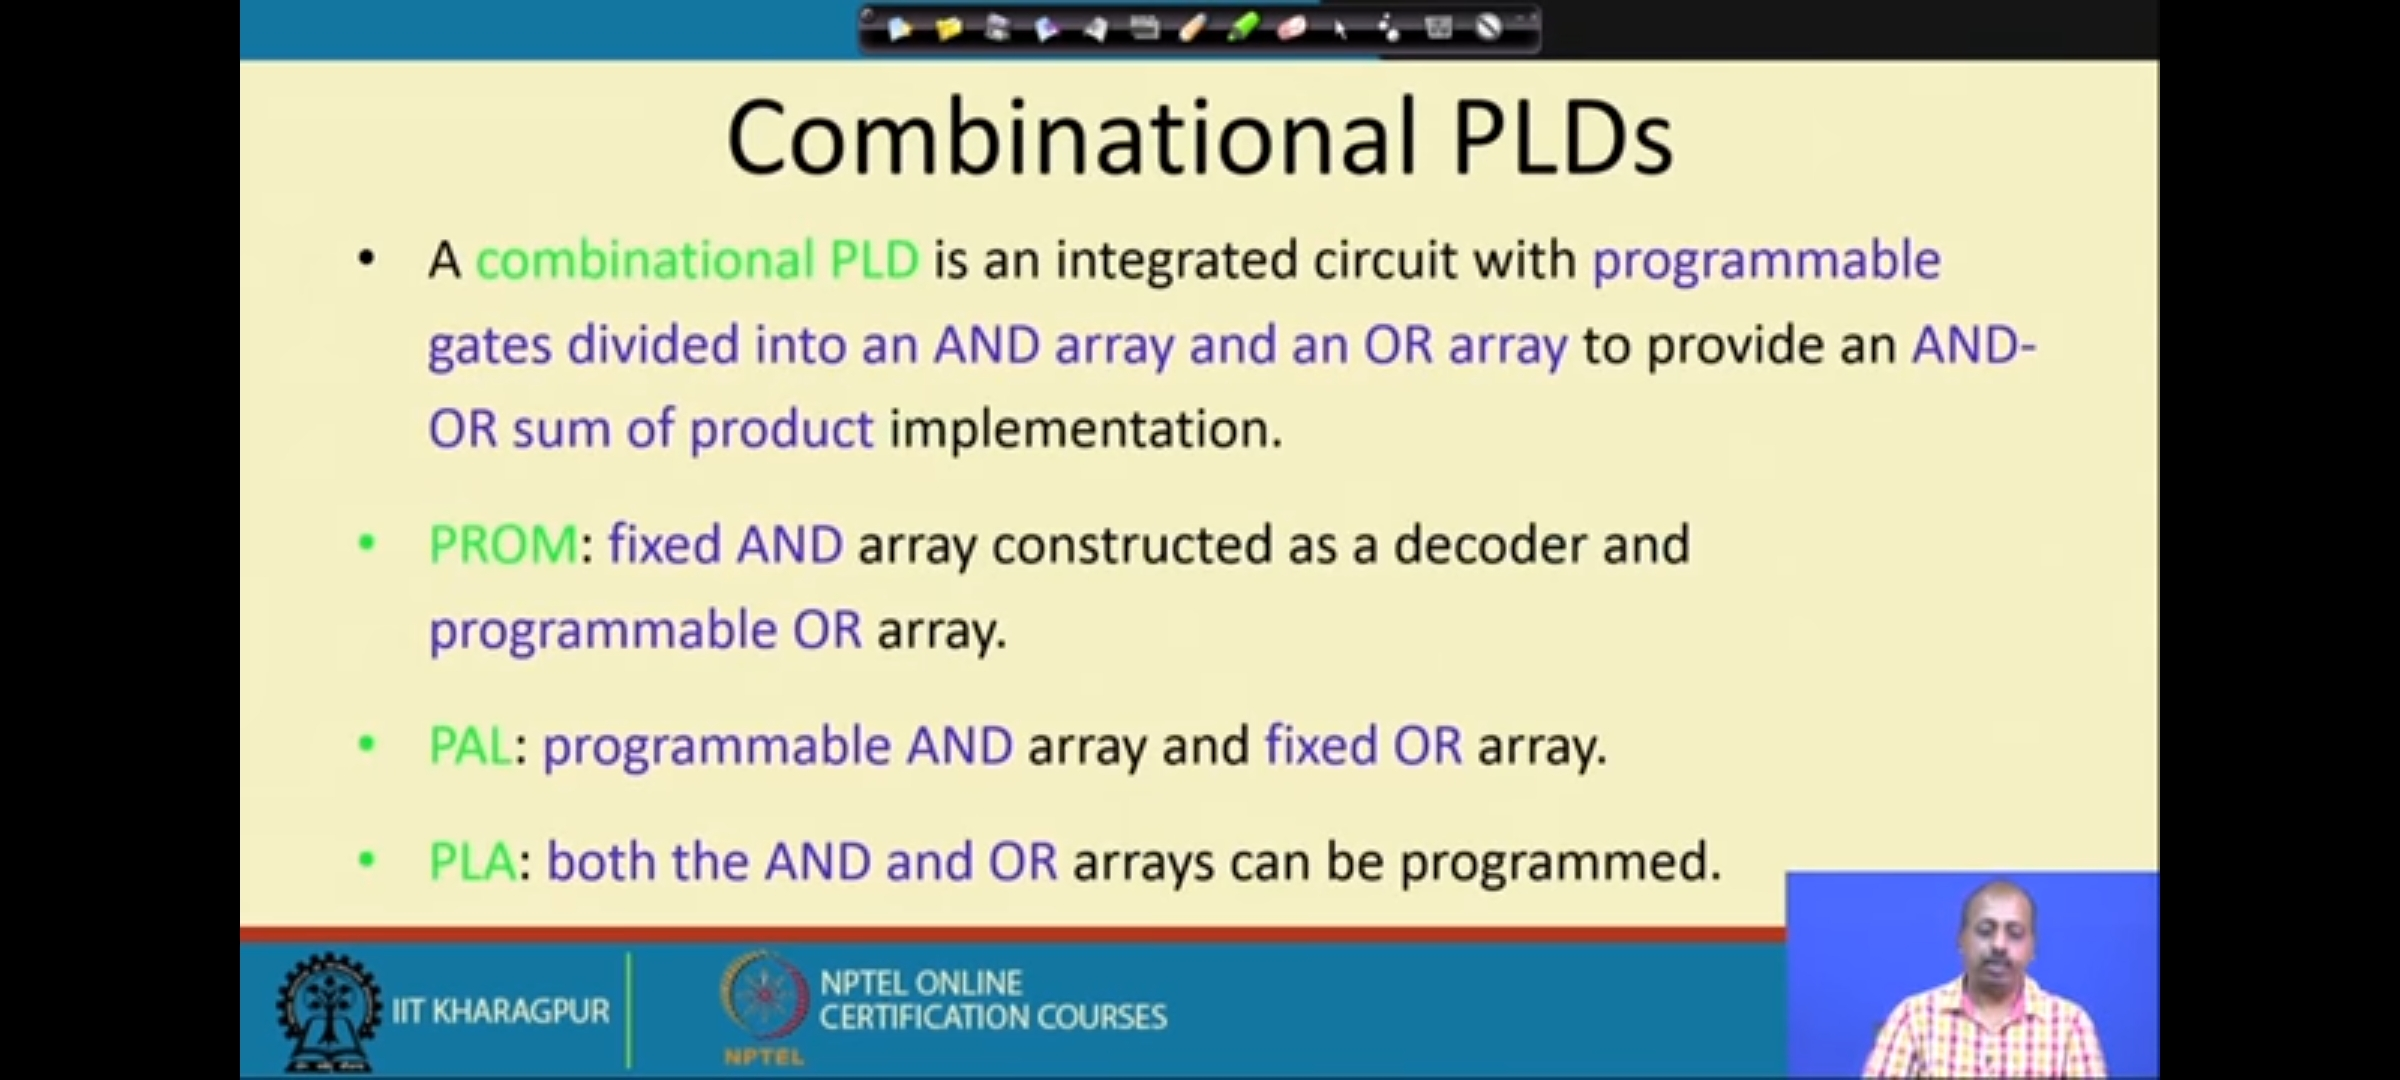 Combinational PLDs
• A combinational PLD is an integrated circuit with programmable
gates divided into an AND array and an OR array to provide an AND-
OR sum of product implementation.
• PROM: fixed AND array constructed as a decoder and
programmable OR array.
• PAL: programmable AND array and fixed OR array.
• PLA: both the AND and OR arrays can be programmed.
IIT KHARAGPUR
NPTEL ONLINE
CERTIFICATION COURSES
NPTEL